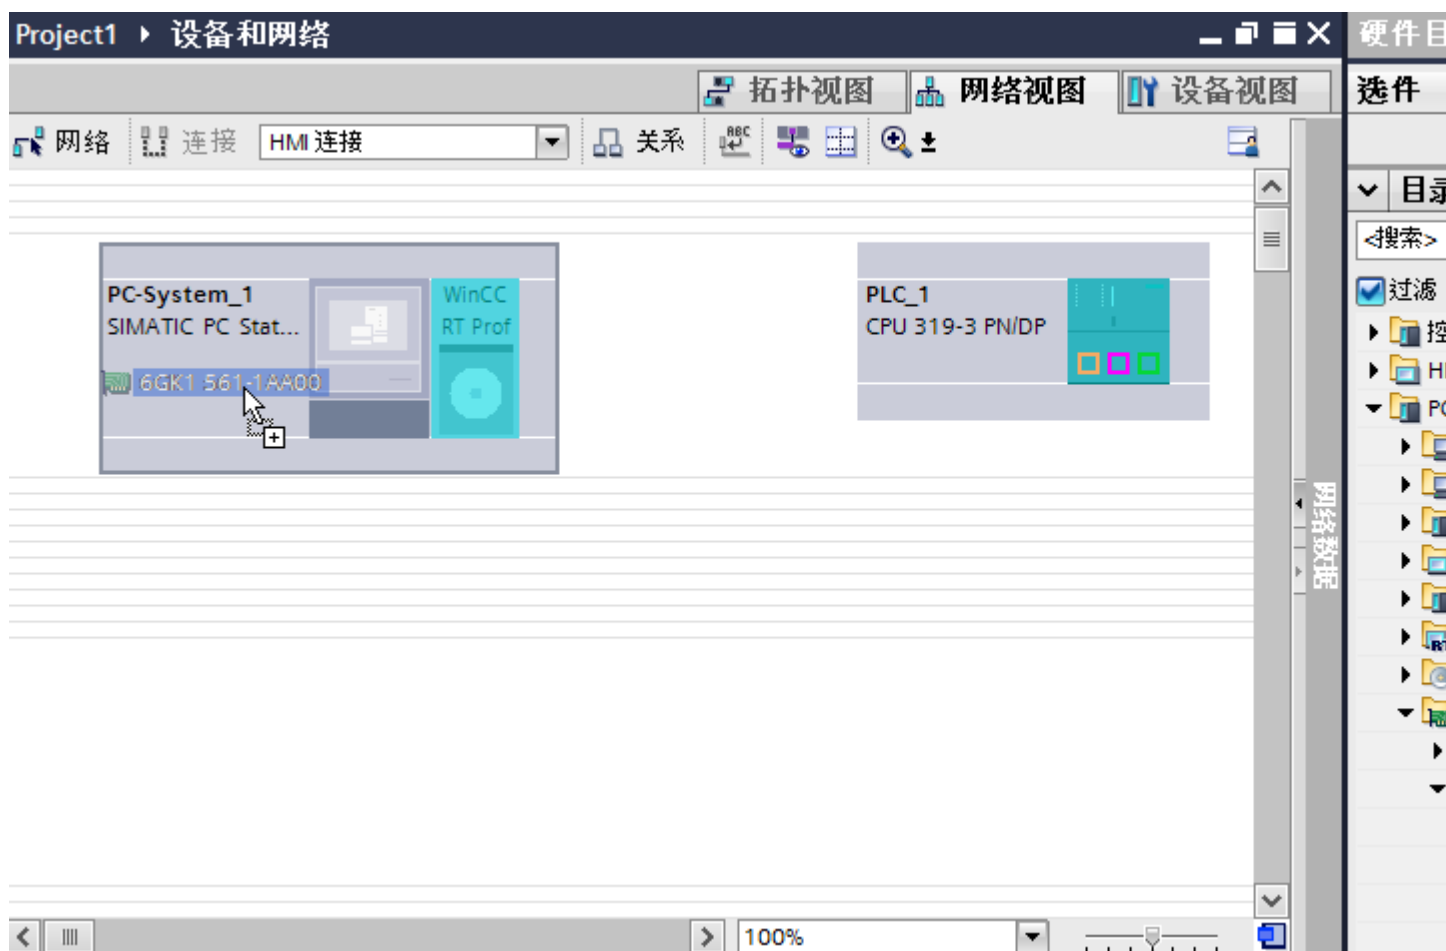 Project1 ▸ 设备和网络
硬件目
拓扑视图 网络视图 设备视图
选件
网络 连接 HMI 连接 关系
目录
<搜索>
过滤
PC-System_1
SIMATIC PC Stat...
WinCC
RT Prof
6GK1 561-1AA00
PLC_1
CPU 319-3 PN/DP
控
H
PC
网络数据
100%